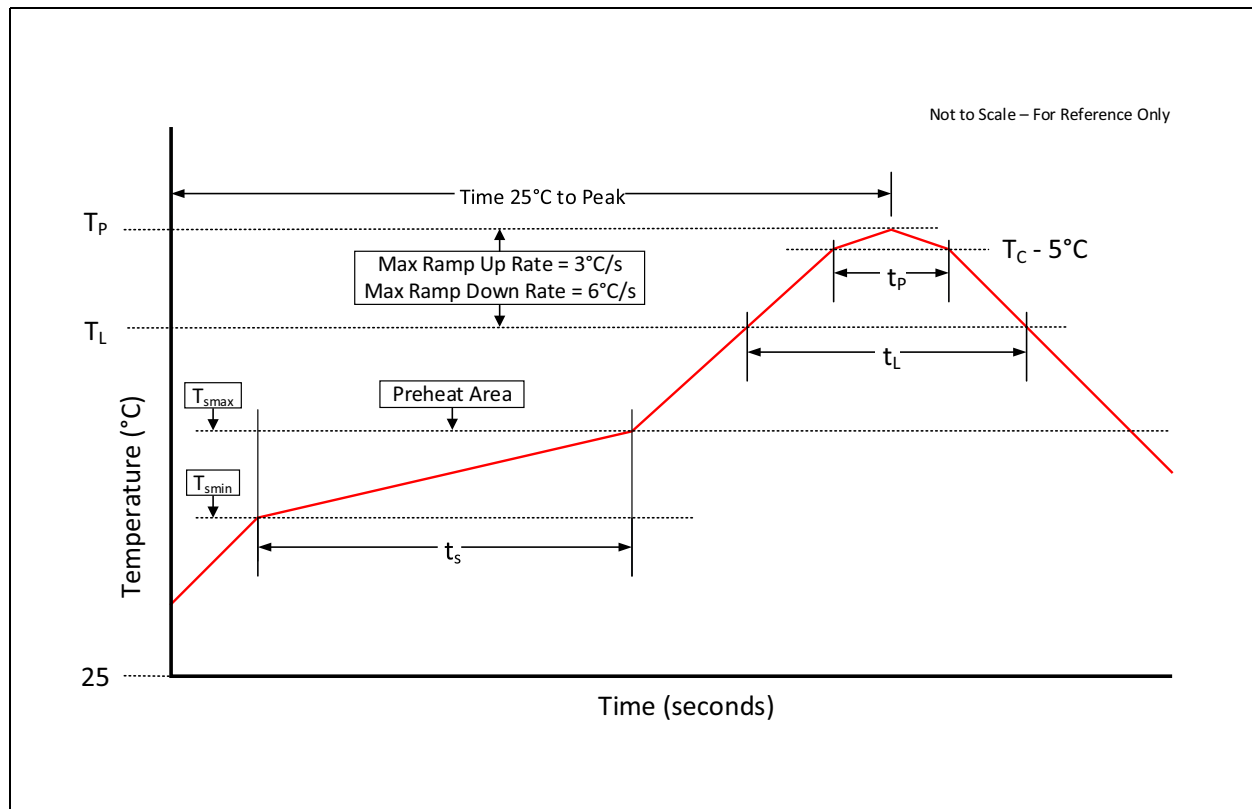 Not to Scale – For Reference Only
Time 25°C to Peak
TP
Max Ramp Up Rate = 3°C/s
Max Ramp Down Rate = 6°C/s
TC - 5°C
tP
TL
tL
Tsmax
Preheat Area
Tsmin
ts
Temperature (°C)
25
Time (seconds)